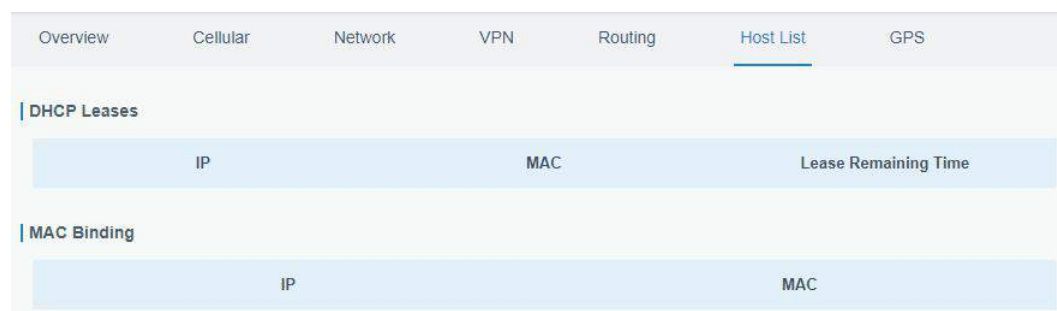 Overview Cellular Network VPN Routing Host List GPS
DHCP Leases
IP MAC Lease Remaining Time
MAC Binding
IP MAC